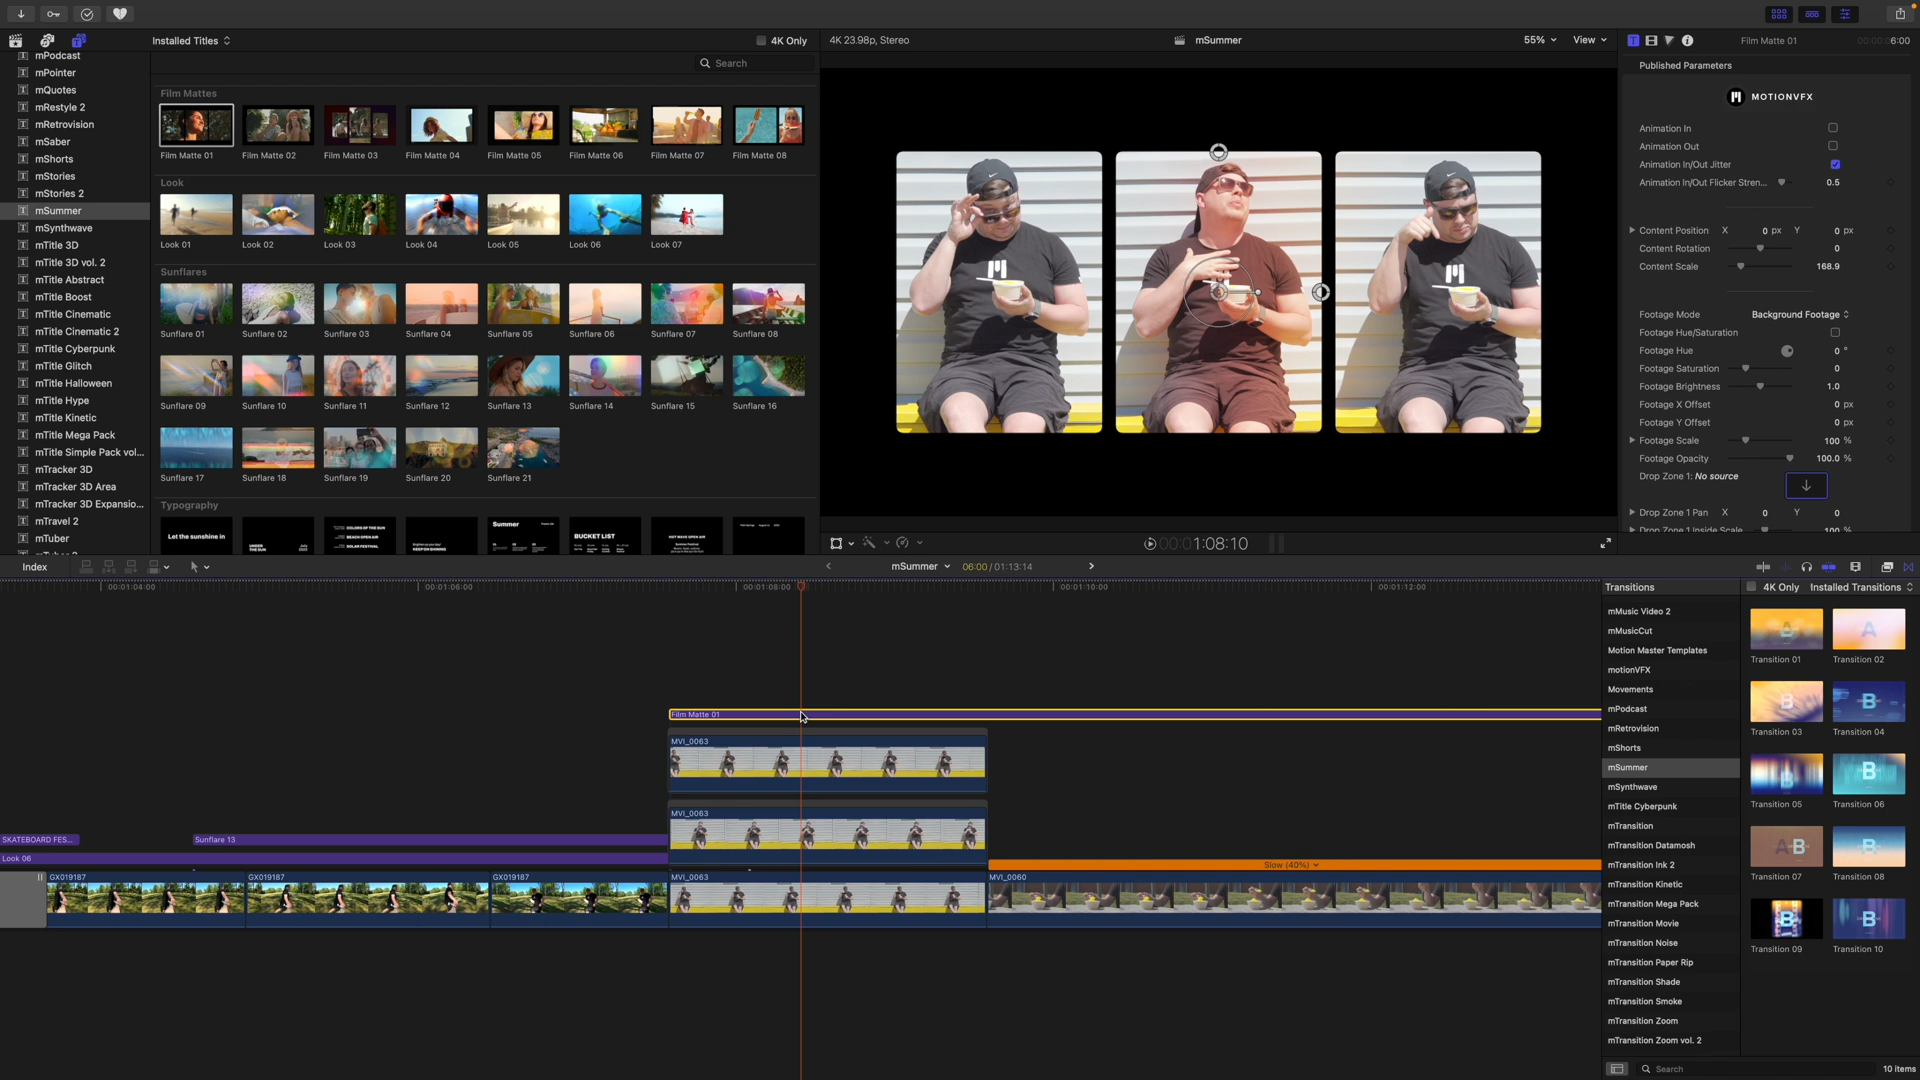 Installed Titles
4K Only
4K 23.98p, Stereo
mSummer
55%
View
Film Matte 01
00:00:06:00
mPodcast
mPointer
mQuotes
mRestyle 2
mRetrovision
mSaber
mShorts
mStories
mStories 2
mSummer
mSynthwave
mTitle 3D
mTitle 3D vol. 2
mTitle Abstract
mTitle Boost
mTitle Cinematic
mTitle Cinematic 2
mTitle Cyberpunk
mTitle Glitch
mTitle Halloween
mTitle Hype
mTitle Kinetic
mTitle Mega Pack
mTitle Simple Pack vol...
mTracker 3D
mTracker 3D Area
mTracker 3D Expansio...
mTravel 2
mTuber
Search
Film Mattes
Film Matte 01
Film Matte 02
Film Matte 03
Film Matte 04
Film Matte 05
Film Matte 06
Film Matte 07
Film Matte 08
Look
Look 01
Look 02
Look 03
Look 04
Look 05
Look 06
Look 07
Sunflares
Sunflare 01
Sunflare 02
Sunflare 03
Sunflare 04
Sunflare 05
Sunflare 06
Sunflare 07
Sunflare 08
Sunflare 09
Sunflare 10
Sunflare 11
Sunflare 12
Sunflare 13
Sunflare 14
Sunflare 15
Sunflare 16
Sunflare 17
Sunflare 18
Sunflare 19
Sunflare 20
Sunflare 21
Typography
Let the sunshine in
Summer
BUCKET LIST
Published Parameters
MOTIONVFX
Animation In
Animation Out
Animation In/Out Jitter
Animation In/Out Flicker Stren... 0.5
Content Position X 0 px Y 0 px
Content Rotation 0
Content Scale 168.9
Footage Mode Background Footage
Footage Hue/Saturation
Footage Hue 0 °
Footage Saturation 0
Footage Brightness 1.0
Footage X Offset 0 px
Footage Y Offset 0 px
Footage Scale 100 %
Footage Opacity 100.0 %
Drop Zone 1: No source
Drop Zone 1 Pan X 0 Y 0
Drop Zone 1 Inside Scale 100 %
00:00:1:08:10
Index
mSummer
06:00 / 01:13:14
00:01:04:00
00:01:06:00
00:01:08:00
00:01:10:00
00:01:12:00
Film Matte 01
MVI_0063
MVI_0063
SKATEBOARD FES...
Sunflare 13
Look 06
Slow (40%)
GX019187
GX019187
GX019187
MVI_0063
MVI_0060
Transitions
4K Only
Installed Transitions
mMusic Video 2
mMusicCut
Motion Master Templates
motionVFX
Movements
mPodcast
mRetrovision
mShorts
mSummer
mSynthwave
mTitle Cyberpunk
mTransition
mTransition Datamosh
mTransition Ink 2
mTransition Kinetic
mTransition Mega Pack
mTransition Movie
mTransition Noise
mTransition Paper Rip
mTransition Shade
mTransition Smoke
mTransition Zoom
mTransition Zoom vol. 2
Transition 01
Transition 02
Transition 03
Transition 04
Transition 05
Transition 06
Transition 07
Transition 08
Transition 09
Transition 10
Search
10 items